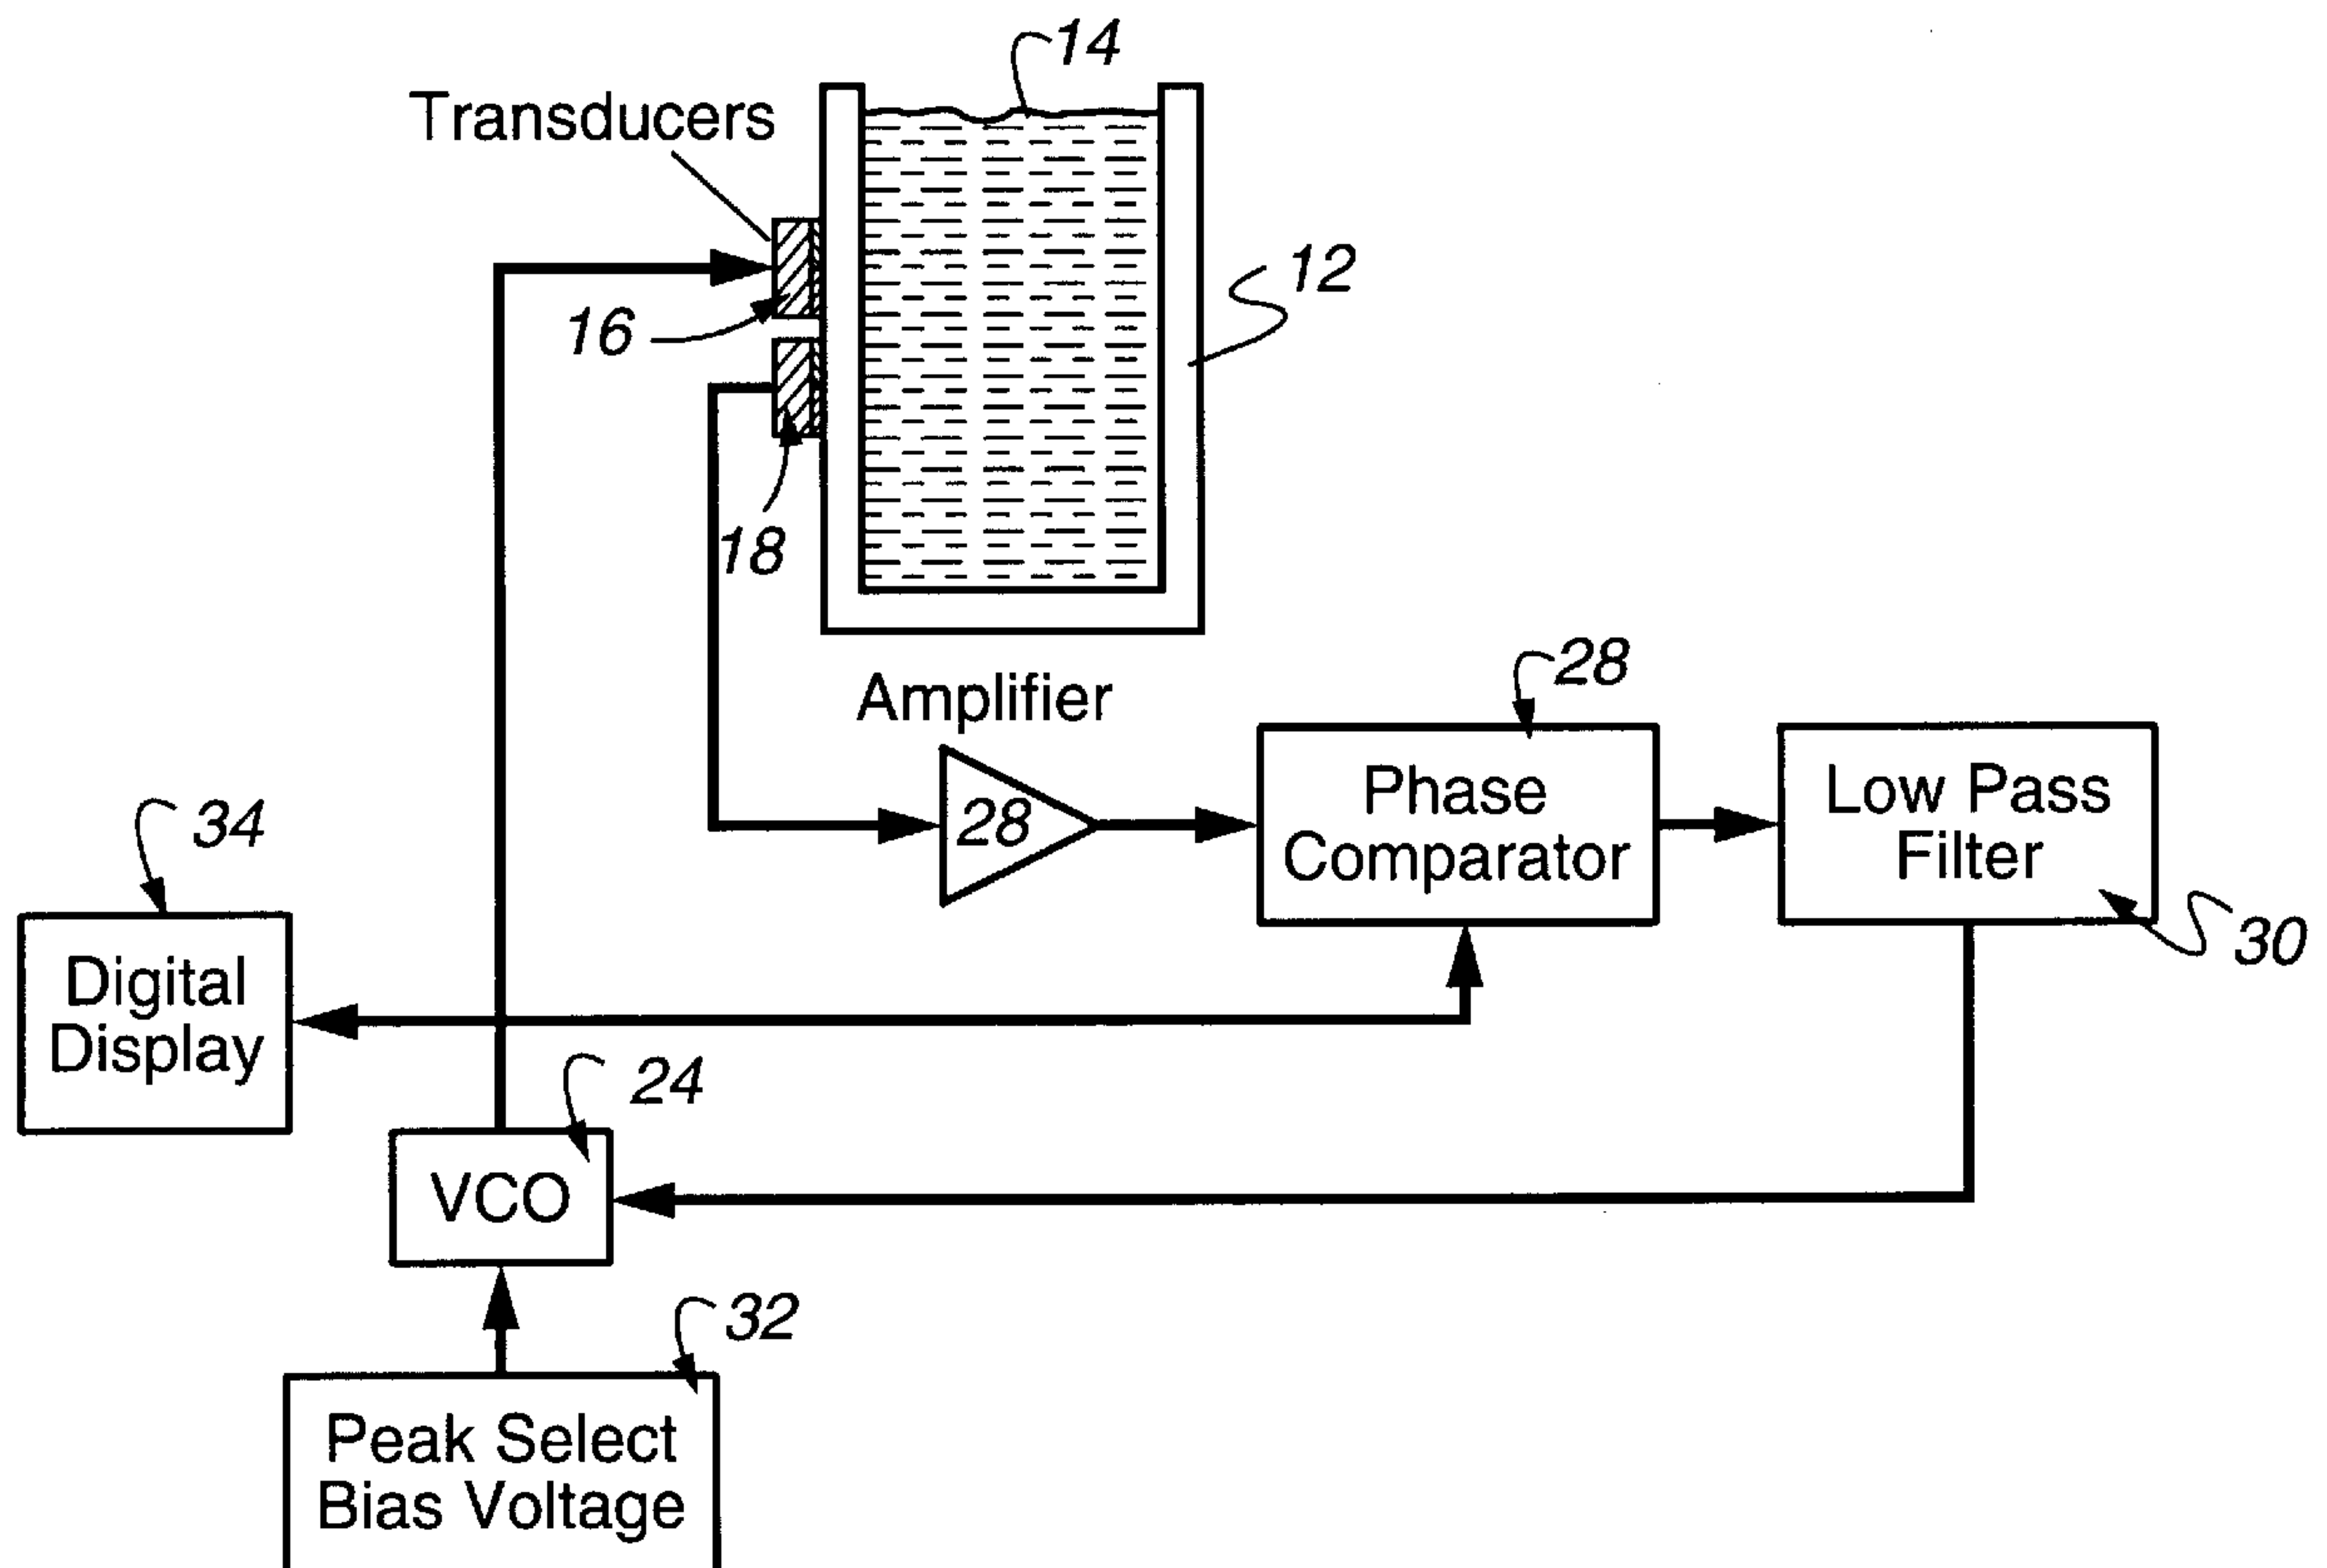 14
Transducers
12
16
18
Amplifier
28
28
Phase
Comparator
Low Pass
Filter
30
34
Digital
Display
24
VCO
32
Peak Select
Bias Voltage